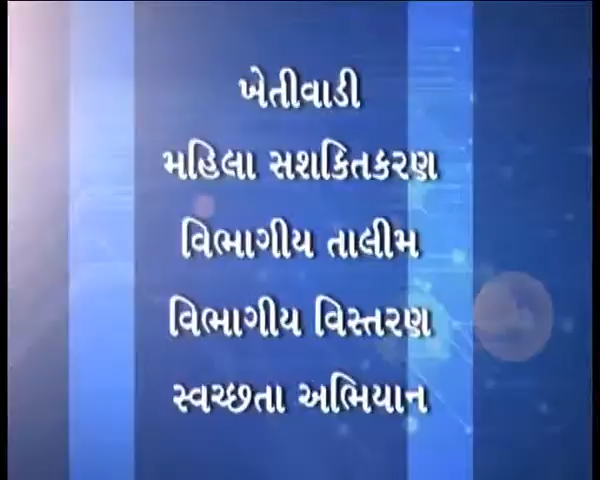 ખેતીવાડી
મહિલા સશકિતકરણ
વિભાગીય તાલીમ
વિભાગીય વિસ્તરણ
સ્વચ્છતા અભિયાન